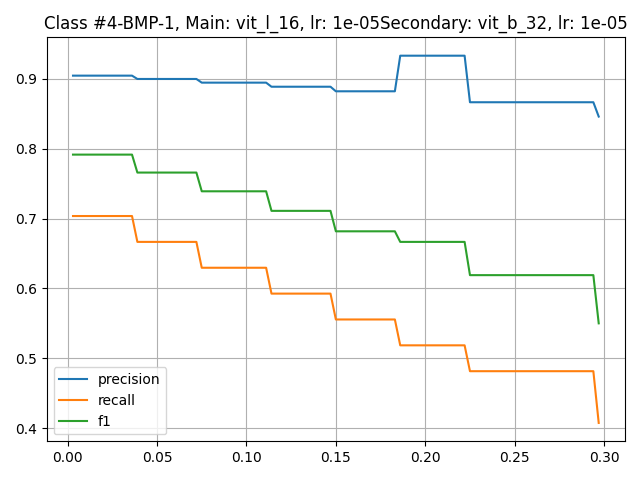 Class #4-BMP-1, Main: vit_l_16, lr: 1e-05Secondary: vit_b_32, lr: 1e-05
0.9
0.8
0.7
0.6
0.5
0.4
precision
recall
f1
0.00 0.05 0.10 0.15 0.20 0.25 0.30